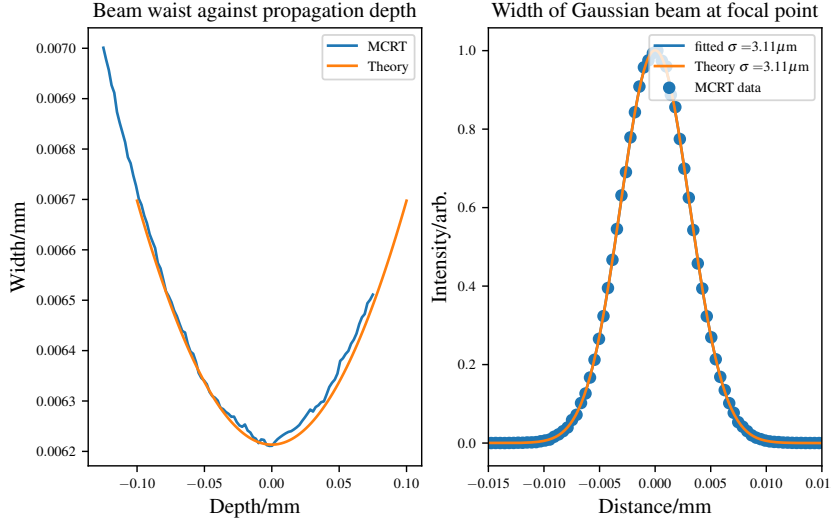 Beam waist against propagation depth
0.0070
0.0069
0.0068
0.0067
0.0066
0.0065
0.0064
0.0063
0.0062
Width/mm
MCRT
Theory
−0.10 −0.05 0.00 0.05 0.10
Depth/mm
Width of Gaussian beam at focal point
1.0
0.8
0.6
0.4
0.2
0.0
Intensity/arb.
fitted σ =3.11μm
Theory σ =3.11μm
MCRT data
−0.015 −0.010 −0.005 0.000 0.005 0.010 0.01
Distance/mm